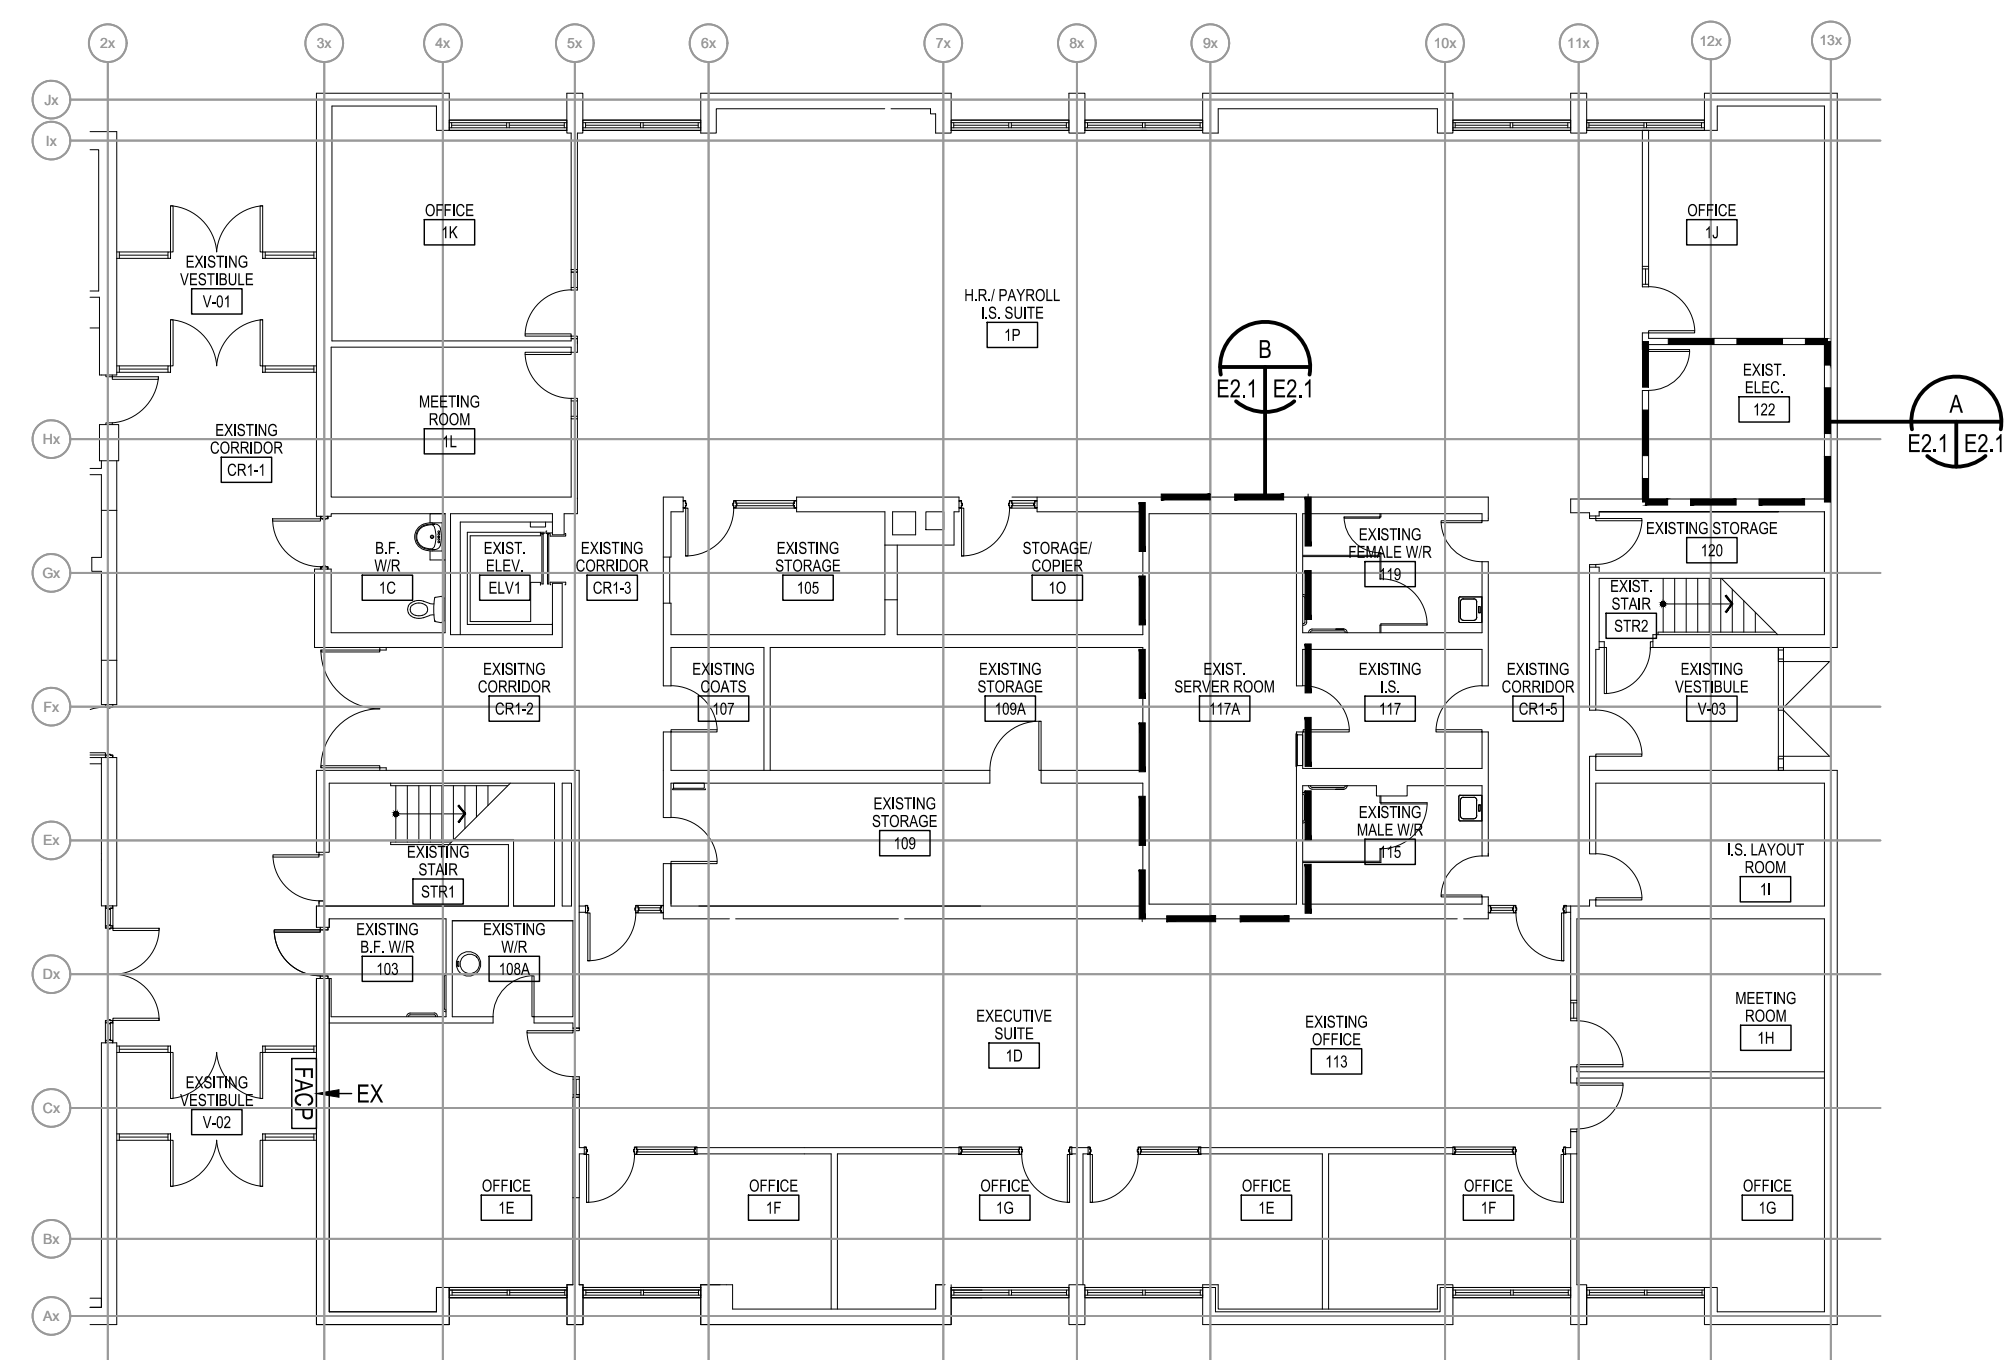 2x
3x
4x
5x
6x
7x
8x
9x
10x
11x
12x
13x
Jx
Ix
Hx
Gx
Fx
Ex
Dx
Cx
Bx
Ax
OFFICE
1K
OFFICE
1J
EXISTING
VESTIBULE
V-01
H.R./ PAYROLL
I.S. SUITE
1P
B
E2.1
E2.1
EXIST.
ELEC.
122
A
E2.1
E2.1
MEETING
ROOM
1L
EXISTING
CORRIDOR
CR1-1
B.F.
W/R
1C
EXIST.
ELEV.
ELV1
EXISTING
CORRIDOR
CR1-3
EXISTING
STORAGE
105
STORAGE/
COPIER
1O
EXISTING
FEMALE W/R
119
EXISTING STORAGE
120
EXIST.
STAIR
STR2
EXISITNG
CORRIDOR
CR1-2
EXISTING
COATS
107
EXISTING
STORAGE
109A
EXIST.
SERVER ROOM
117A
EXISTING
I.S.
117
EXISTING
CORRIDOR
CR1-5
EXISTING
VESTIBULE
V-03
EXISTING
STAIR
STR1
EXISTING
STORAGE
109
EXISTING
MALE W/R
115
I.S. LAYOUT
ROOM
1I
EXISTING
B.F. W/R
103
EXISTING
W/R
108A
EXECUTIVE
SUITE
1D
EXISTING
OFFICE
113
MEETING
ROOM
1H
EXSITING
VESTIBULE
V-02
FACP
EX
OFFICE
1E
OFFICE
1F
OFFICE
1G
OFFICE
1E
OFFICE
1F
OFFICE
1G